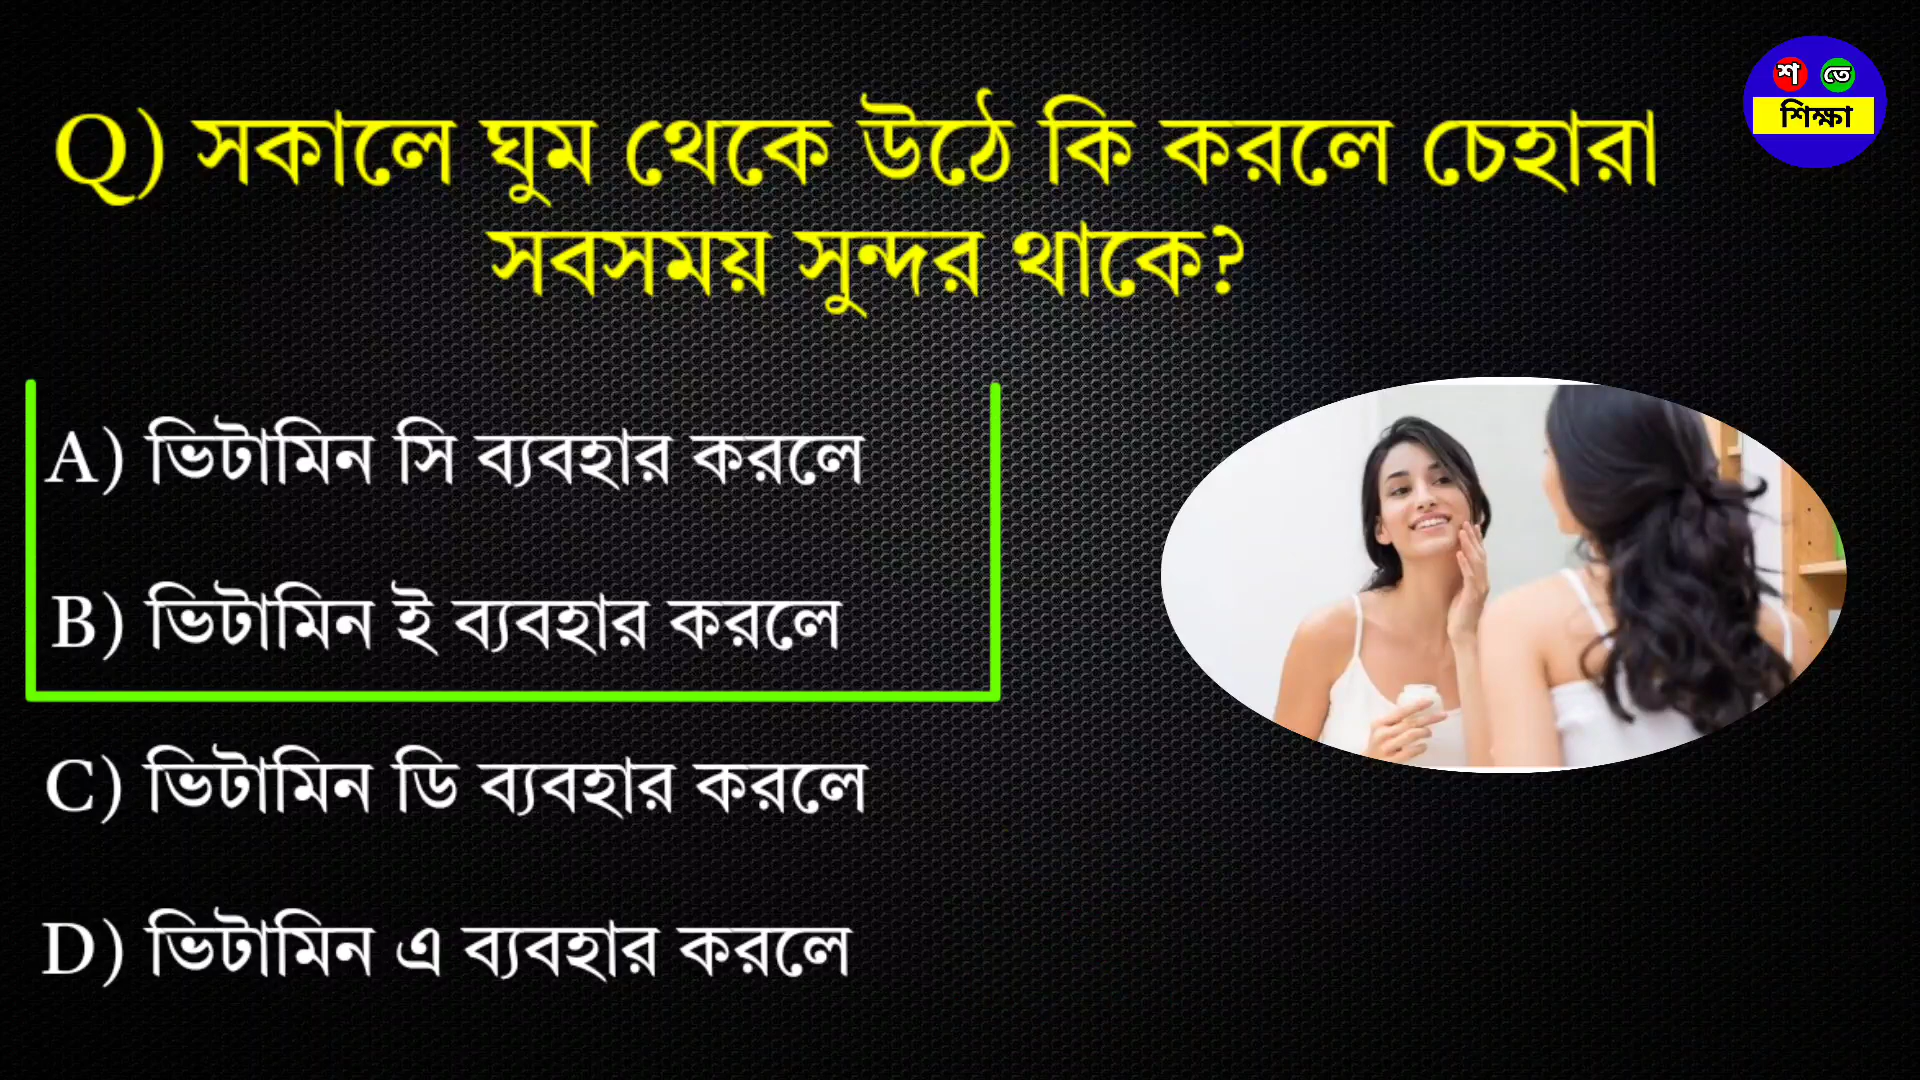 শ তে
শিক্ষা
Q) সকালে ঘুম থেকে উঠে কি করলে চেহারা
সবসময় সুন্দর থাকে?
A) ভিটামিন সি ব্যবহার করলে
B) ভিটামিন ই ব্যবহার করলে
C) ভিটামিন ডি ব্যবহার করলে
D) ভিটামিন এ ব্যবহার করলে